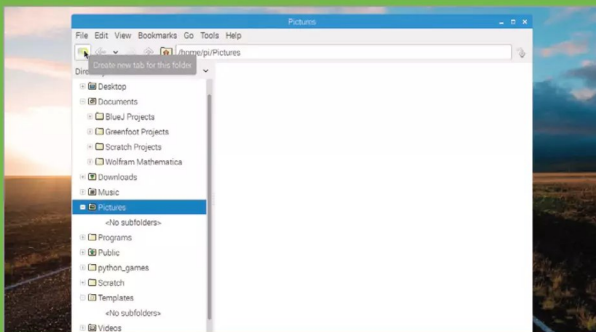 Pictures
File Edit View Bookmarks Go Tools Help
/home/pi/Pictures
Create new tab for this folder
Desktop
Documents
BlueJ Projects
Greenfoot Projects
Scratch Projects
Wolfram Mathematica
Downloads
Music
Pictures
<No subfolders>
Programs
Public
python_games
Scratch
Templates
<No subfolders>
Videos